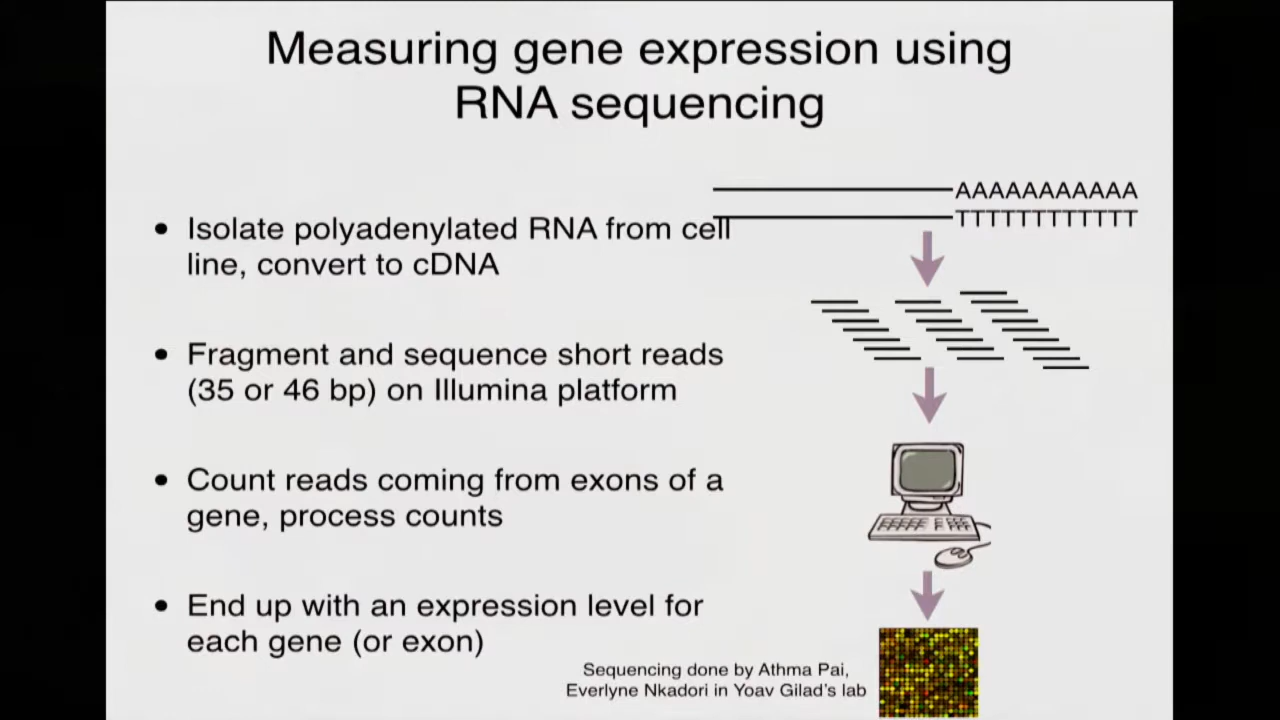 Measuring gene expression using
RNA sequencing
AAAAAAAAAAA
TTTTTTTTTTTT
• Isolate polyadenylated RNA from cell
line, convert to cDNA
• Fragment and sequence short reads
(35 or 46 bp) on Illumina platform
• Count reads coming from exons of a
gene, process counts
• End up with an expression level for
each gene (or exon)
Sequencing done by Athma Pai,
Everlyne Nkadori in Yoav Gilad's lab